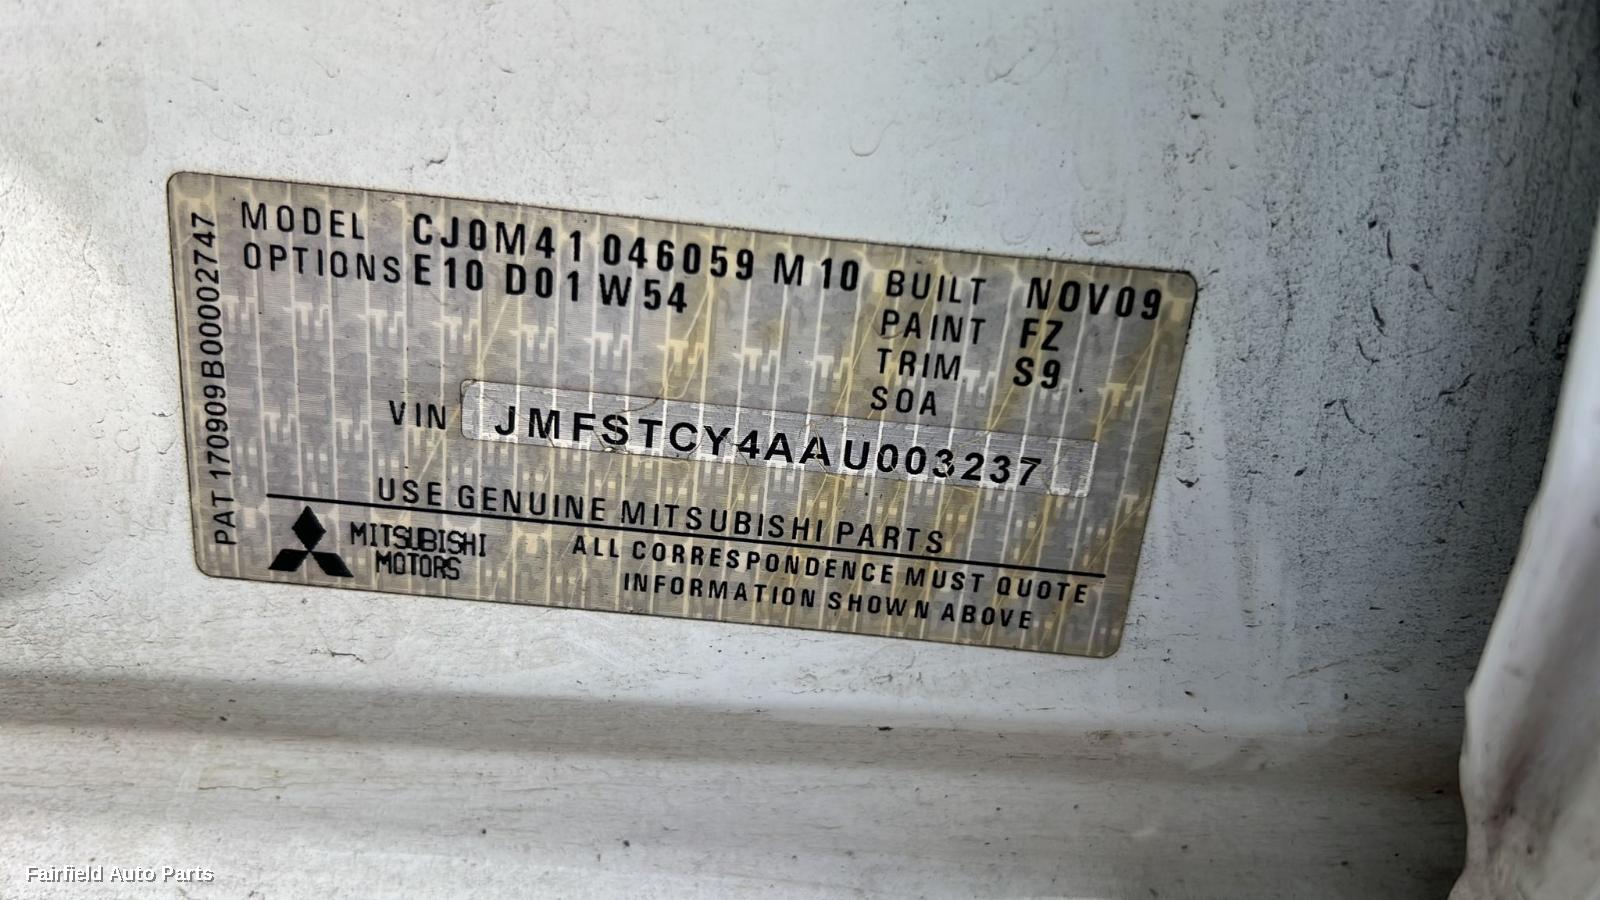 MODEL CJ0M41 046059 M10 BUILT NOV09
OPTIONS E10 D01 W54 PAINT FZ
TRIM S9
SOA
VIN JMFSTCY4AAU003237
USE GENUINE MITSUBISHI PARTS
MITSUBISHI MOTORS
ALL CORRESPONDENCE MUST QUOTE
INFORMATION SHOWN ABOVE
PAT 170909B00002747
Fairfield Auto Parts